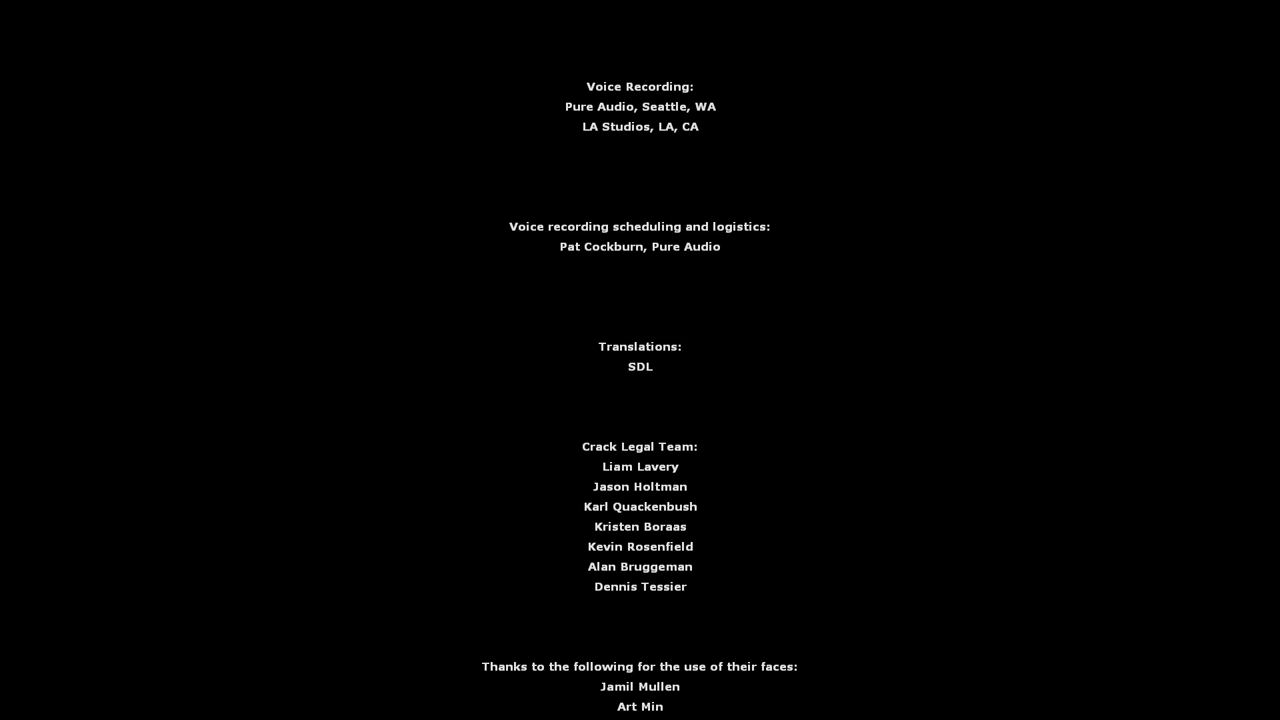 Voice Recording:
Pure Audio, Seattle, WA
LA Studios, LA, CA
Voice recording scheduling and logistics:
Pat Cockburn, Pure Audio
Translations:
SDL
Crack Legal Team:
Liam Lavery
Jason Holtman
Karl Quackenbush
Kristen Boraas
Kevin Rosenfield
Alan Bruggeman
Dennis Tessier
Thanks to the following for the use of their faces:
Jamil Mullen
Art Min